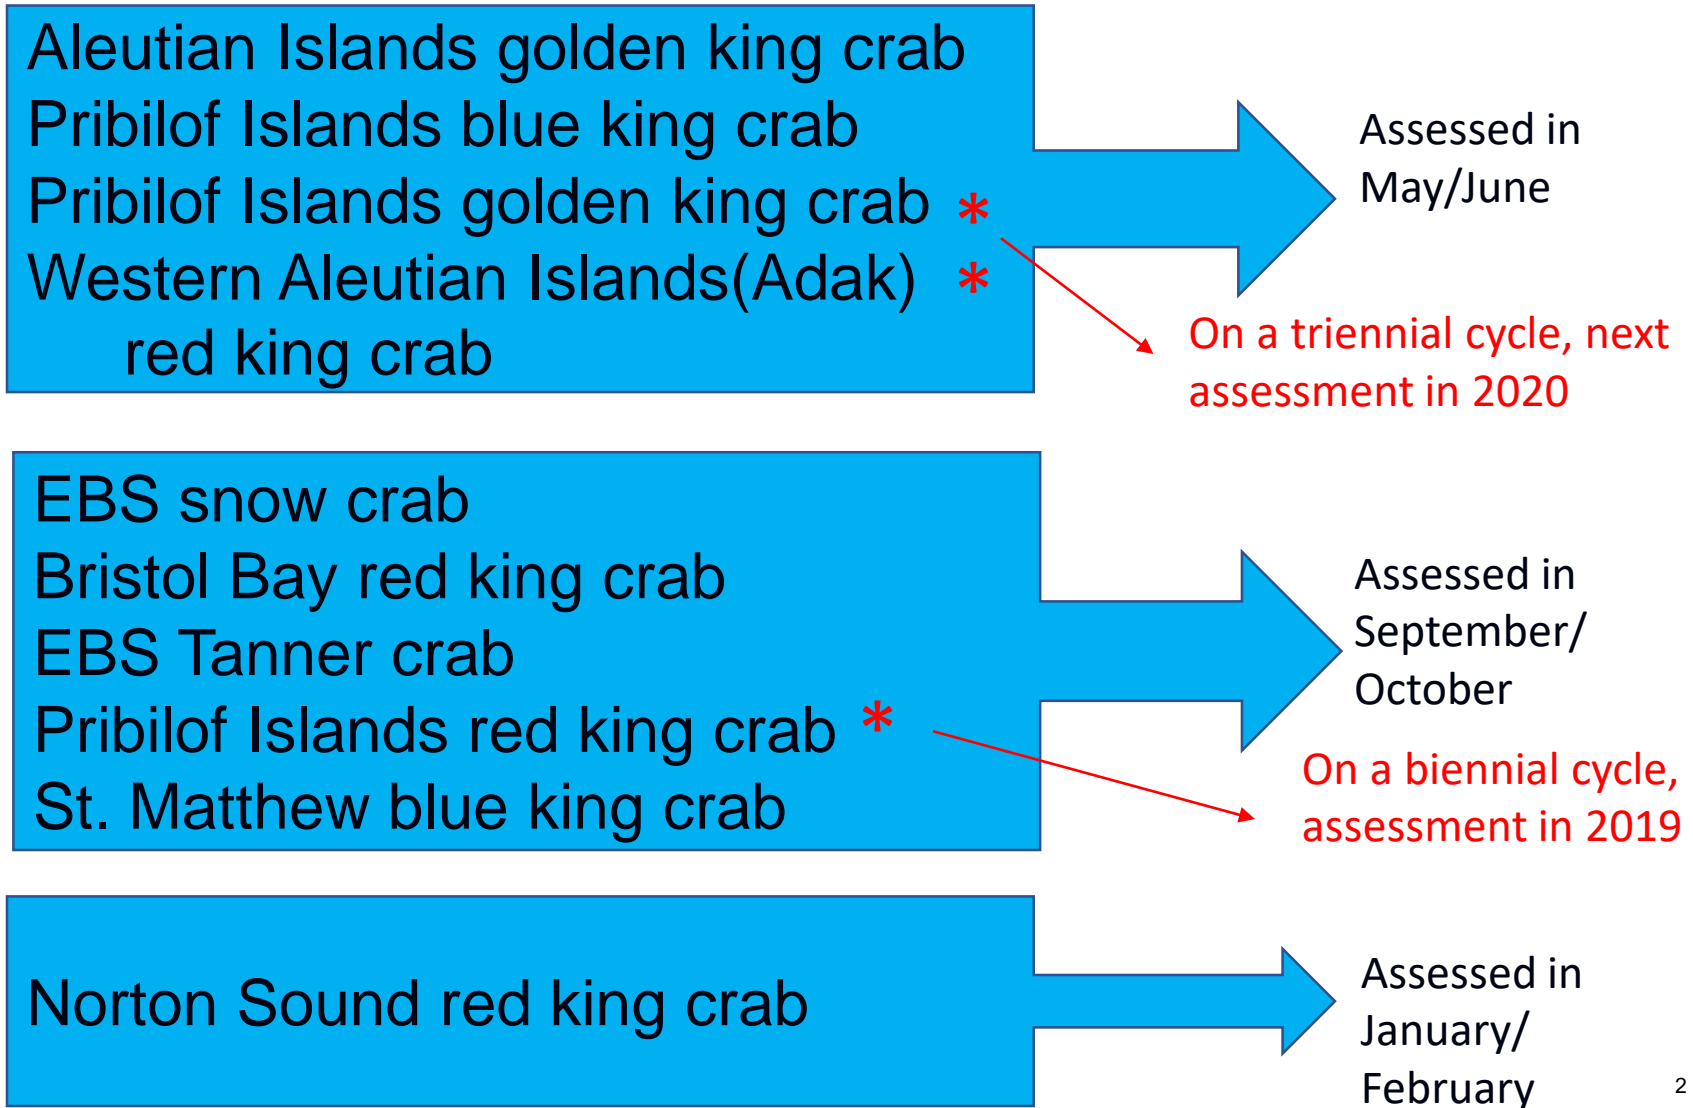 Aleutian Islands golden king crab
Pribilof Islands blue king crab
Pribilof Islands golden king crab *
Western Aleutian Islands(Adak) *
red king crab
Assessed in
May/June
On a triennial cycle, next
assessment in 2020
EBS snow crab
Bristol Bay red king crab
EBS Tanner crab
Pribilof Islands red king crab *
St. Matthew blue king crab
Assessed in
September/
October
On a biennial cycle,
assessment in 2019
Norton Sound red king crab
Assessed in
January/
February
2